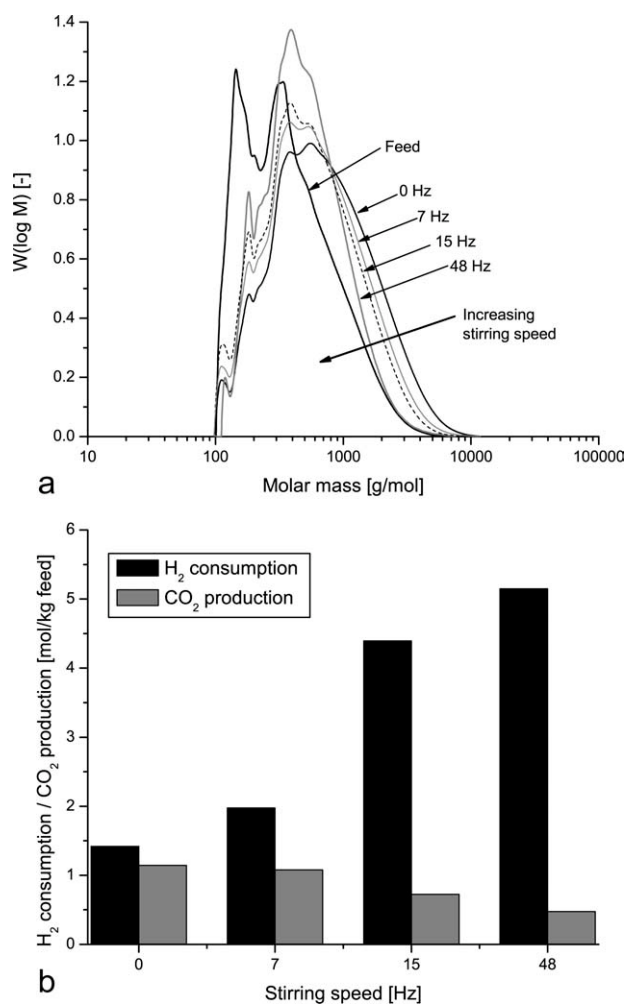 1.4
1.2
1.0
0.8
0.6
0.4
0.2
0.0
W(log M) [-]
Feed
0 Hz
7 Hz
15 Hz
48 Hz
Increasing
stirring speed
10
100
1000
10000
100000
a
Molar mass [g/mol]
6
5
4
3
2
1
0
H₂ consumption / CO₂ production [mol/kg feed]
H₂ consumption
CO₂ production
0
7
15
48
b
Stirring speed [Hz]